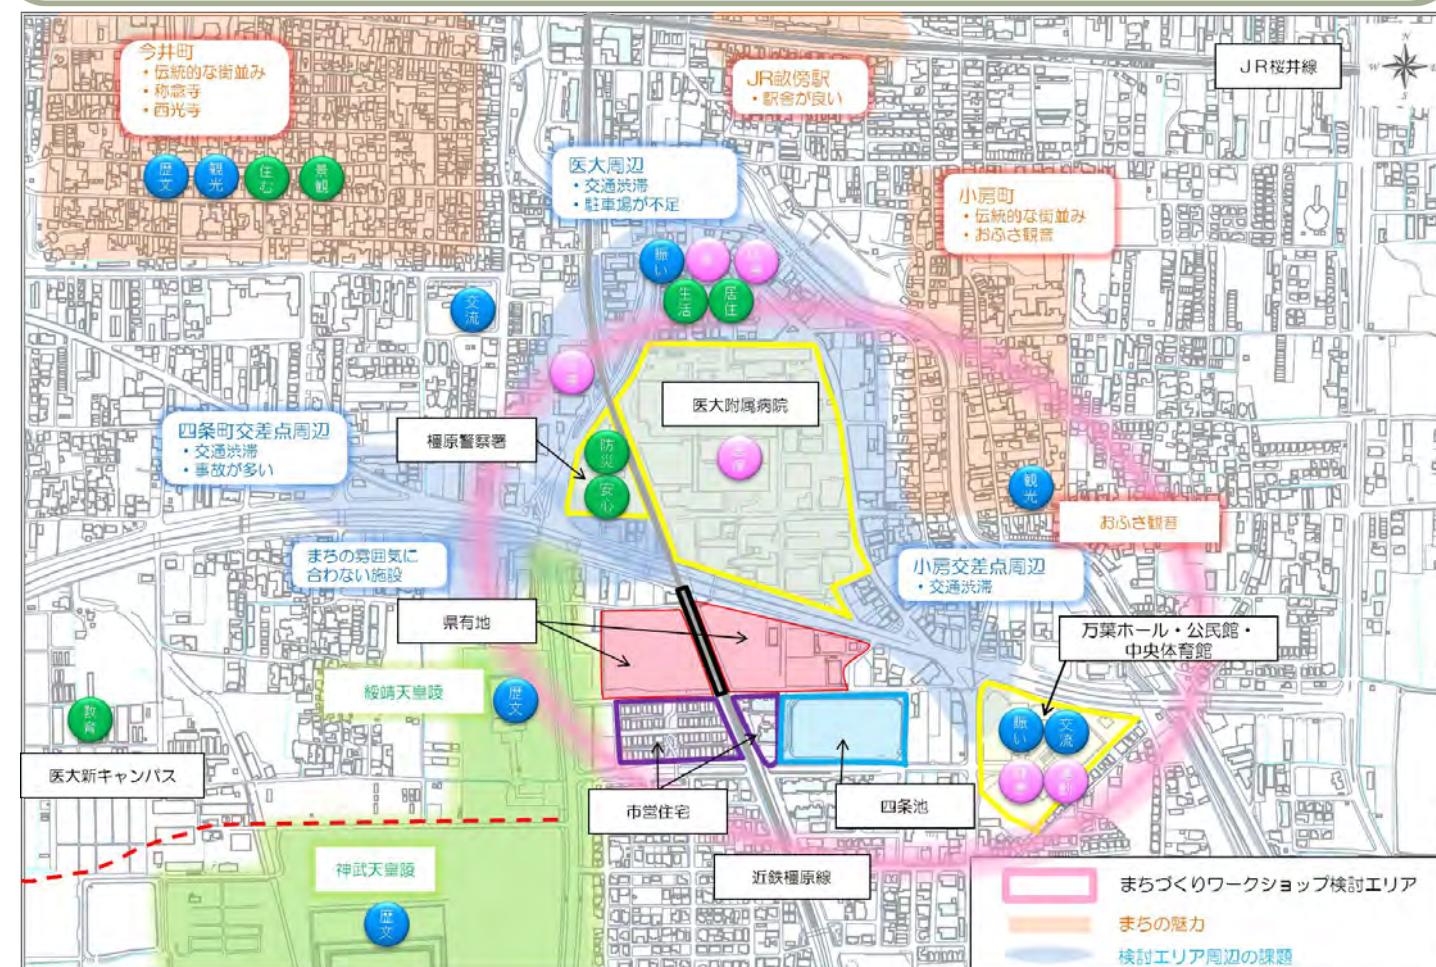 今井町
・伝統的な街並み
・称念寺
・西光寺
歴文
観光
住む
景観
JR畝傍駅
・駅舎が良い
JR桜井線
N
W
S
医大周辺
・交通渋滞
・駐車場が不足
小房町
・伝統的な街並み
・おふさ観音
賑い
生活
居住
交流
医大附属病院
医療
四条町交差点周辺
・交通渋滞
・事故が多い
橿原警察署
防災
安心
観光
おふさ観音
まちの雰囲気に
合わない施設
小房交差点周辺
・交通渋滞
県有地
万葉ホール・公民館・
中央体育館
綏靖天皇陵
歴文
教育
医大新キャンパス
賑い
交流
健康
運動
市営住宅
四条池
神武天皇陵
歴文
近鉄橿原線
まちづくりワークショップ検討エリア
まちの魅力
検討エリア周辺の課題